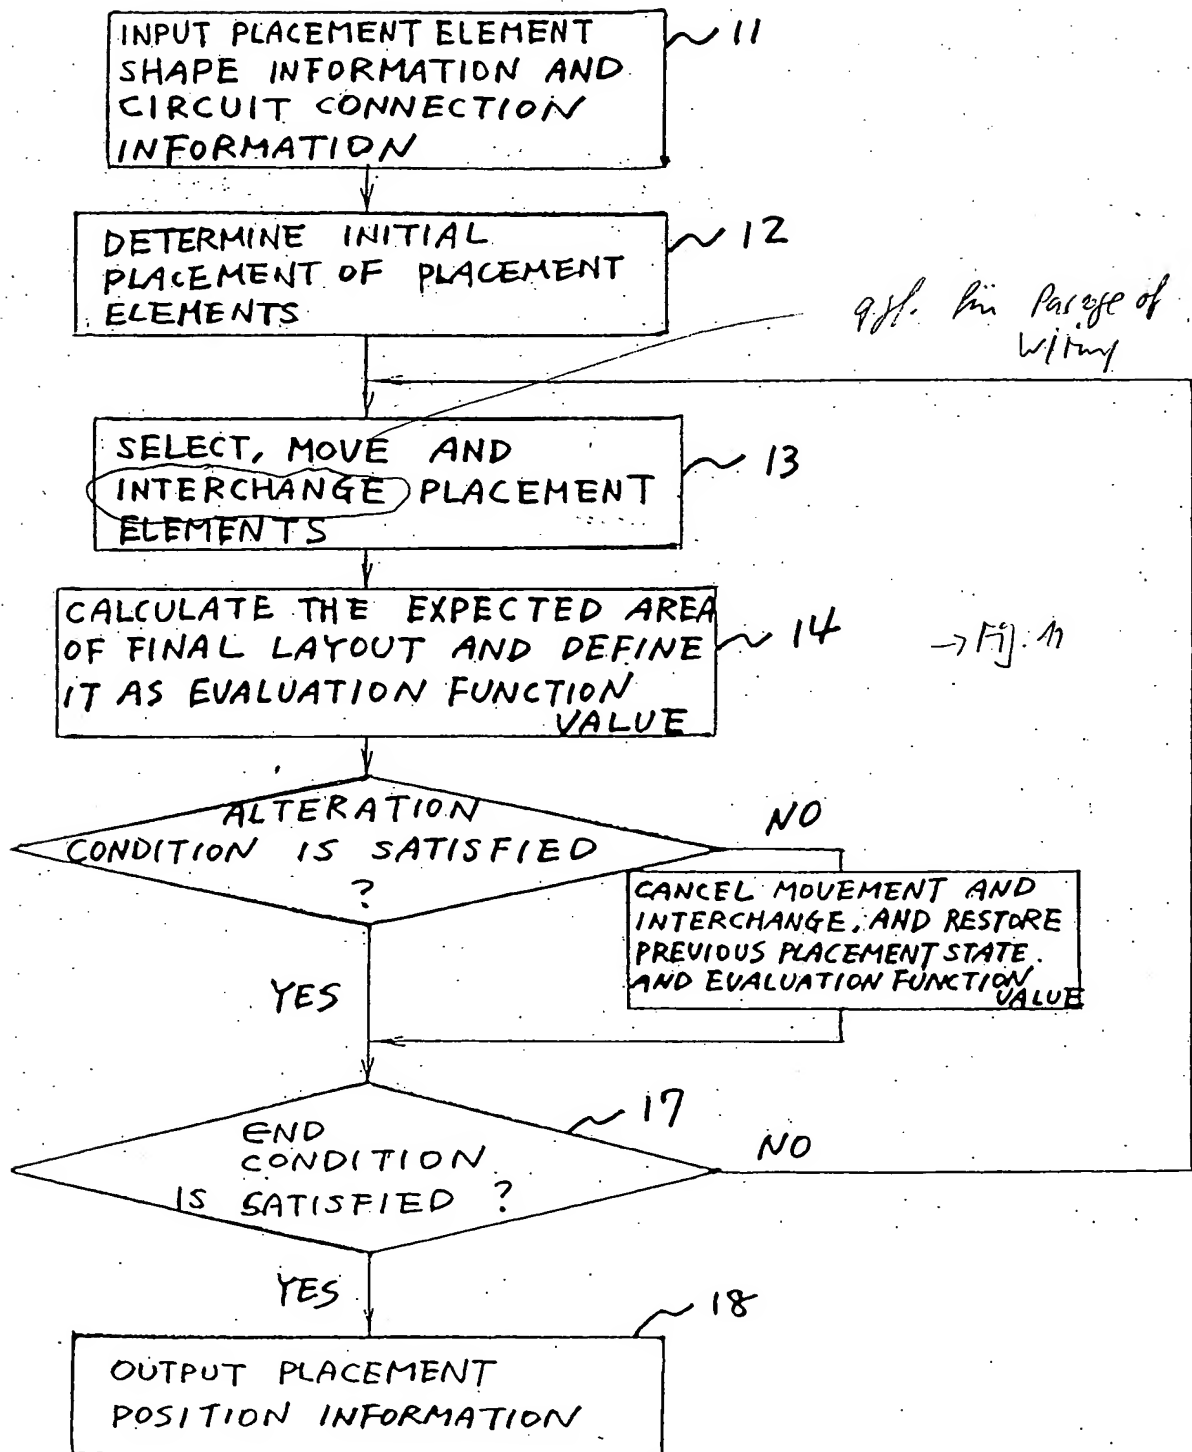 INPUT PLACEMENT ELEMENT
SHAPE INFORMATION AND
CIRCUIT CONNECTION
INFORMATION
11
DETERMINE INITIAL
PLACEMENT OF PLACEMENT
ELEMENTS
12
of
SELECT, MOVE AND
INTERCHANGE PLACEMENT
ELEMENTS
13
CALCULATE THE EXPECTED AREA
OF FINAL LAYOUT AND DEFINE
IT AS EVALUATION FUNCTION
VALUE
14
→ Fig.
ALTERATION
CONDITION IS SATISFIED
?
NO
CANCEL MOVEMENT AND
INTERCHANGE, AND RESTORE
PREVIOUS PLACEMENT STATE
AND EVALUATION FUNCTION
VALUE
YES
17
END
CONDITION
IS SATISFIED ?
NO
YES
18
OUTPUT PLACEMENT
POSITION INFORMATION